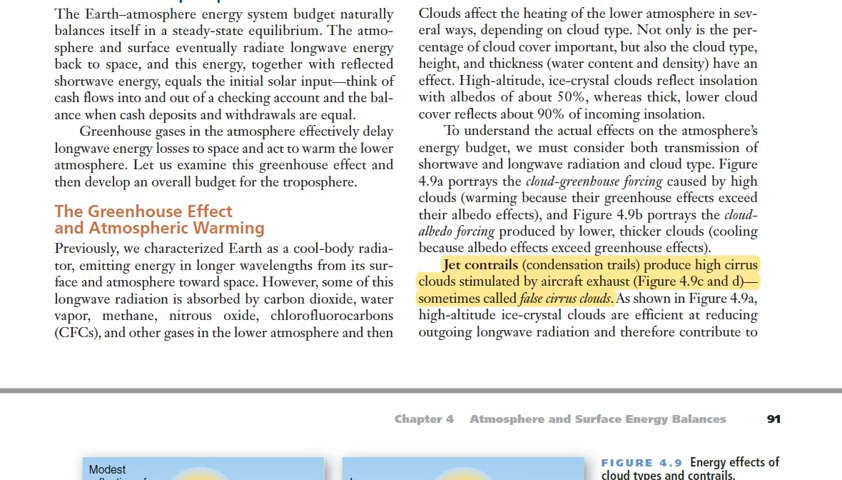 The Earth–atmosphere energy system budget naturally
balances itself in a steady-state equilibrium. The atmo-
sphere and surface eventually radiate longwave energy
back to space, and this energy, together with reflected
shortwave energy, equals the initial solar input—think of
cash flows into and out of a checking account and the bal-
ance when cash deposits and withdrawals are equal.
Greenhouse gases in the atmosphere effectively delay
longwave energy losses to space and act to warm the lower
atmosphere. Let us examine this greenhouse effect and
then develop an overall budget for the troposphere.
The Greenhouse Effect
and Atmospheric Warming
Previously, we characterized Earth as a cool-body radia-
tor, emitting energy in longer wavelengths from its sur-
face and atmosphere toward space. However, some of this
longwave radiation is absorbed by carbon dioxide, water
vapor, methane, nitrous oxide, chlorofluorocarbons
(CFCs), and other gases in the lower atmosphere and then
Clouds affect the heating of the lower atmosphere in sev-
eral ways, depending on cloud type. Not only is the per-
centage of cloud cover important, but also the cloud type,
height, and thickness (water content and density) have an
effect. High-altitude, ice-crystal clouds reflect insolation
with albedos of about 50%, whereas thick, lower cloud
cover reflects about 90% of incoming insolation.
To understand the actual effects on the atmosphere's
energy budget, we must consider both transmission of
shortwave and longwave radiation and cloud type. Figure
4.9a portrays the cloud-greenhouse forcing caused by high
clouds (warming because their greenhouse effects exceed
their albedo effects), and Figure 4.9b portrays the cloud-
albedo forcing produced by lower, thicker clouds (cooling
because albedo effects exceed greenhouse effects).
Jet contrails (condensation trails) produce high cirrus
clouds stimulated by aircraft exhaust (Figure 4.9c and d)—
sometimes called false cirrus clouds. As shown in Figure 4.9a,
high-altitude ice-crystal clouds are efficient at reducing
outgoing longwave radiation and therefore contribute to
Chapter 4 Atmosphere and Surface Energy Balances 91
Modest
FIGURE 4.9 Energy effects of
cloud types and contrails.